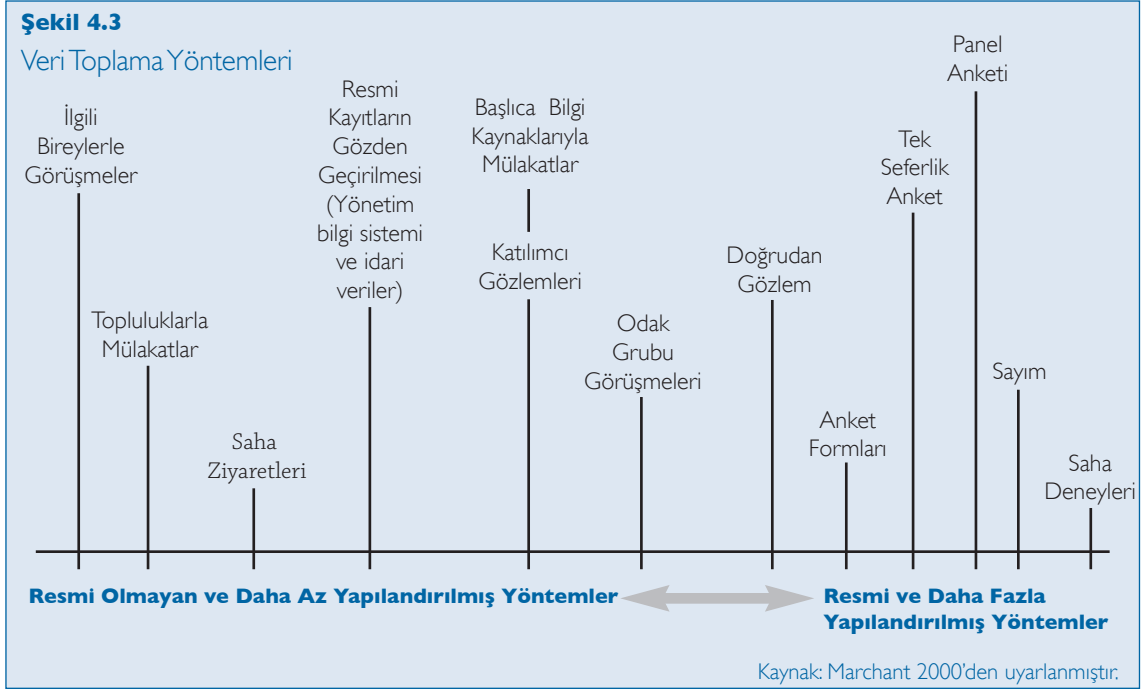 Şekil 4.3
Veri Toplama Yöntemleri
İlgili
Bireylerle
Görüşmeler
Topluluklarla
Mülakatlar
Saha
Ziyaretleri
Resmi
Kayıtların
Gözden
Geçirilmesi
(Yönetim
bilgi sistemi
ve idari
veriler)
Başlıca Bilgi
Kaynaklarıyla
Mülakatlar
Katılımcı
Gözlemleri
Odak
Grubu
Görüşmeleri
Doğrudan
Gözlem
Anket
Formları
Tek
Seferlik
Anket
Panel
Anketi
Sayım
Saha
Deneyleri
Resmi Olmayan ve Daha Az Yapılandırılmış Yöntemler
Resmi ve Daha Fazla
Yapılandırılmış Yöntemler
Kaynak: Marchant 2000'den uyarlanmıştır.